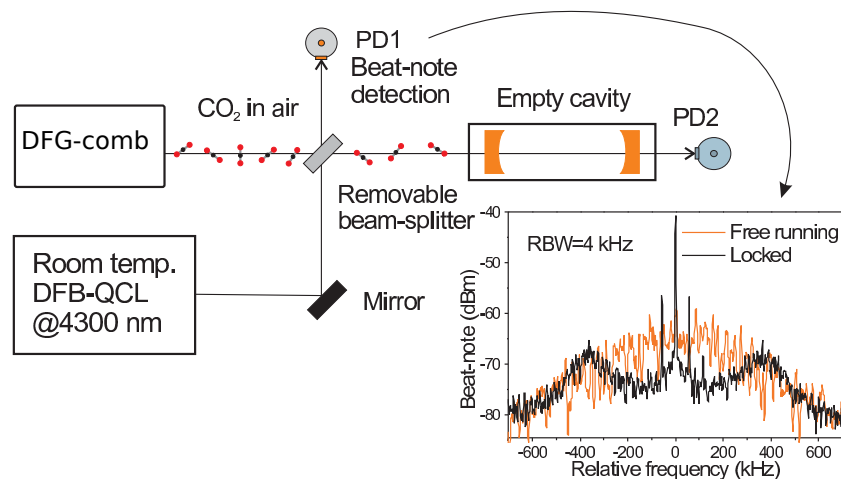 PD1
Beat-note
detection
CO₂ in air
Empty cavity
PD2
DFG-comb
Removable
beam-splitter
Room temp.
DFB-QCL
@4300 nm
Mirror
RBW=4 kHz
Free running
Locked
Beat-note (dBm)
-40
-50
-60
-70
-80
-600 -400 -200 0 200 400 600
Relative frequency (kHz)